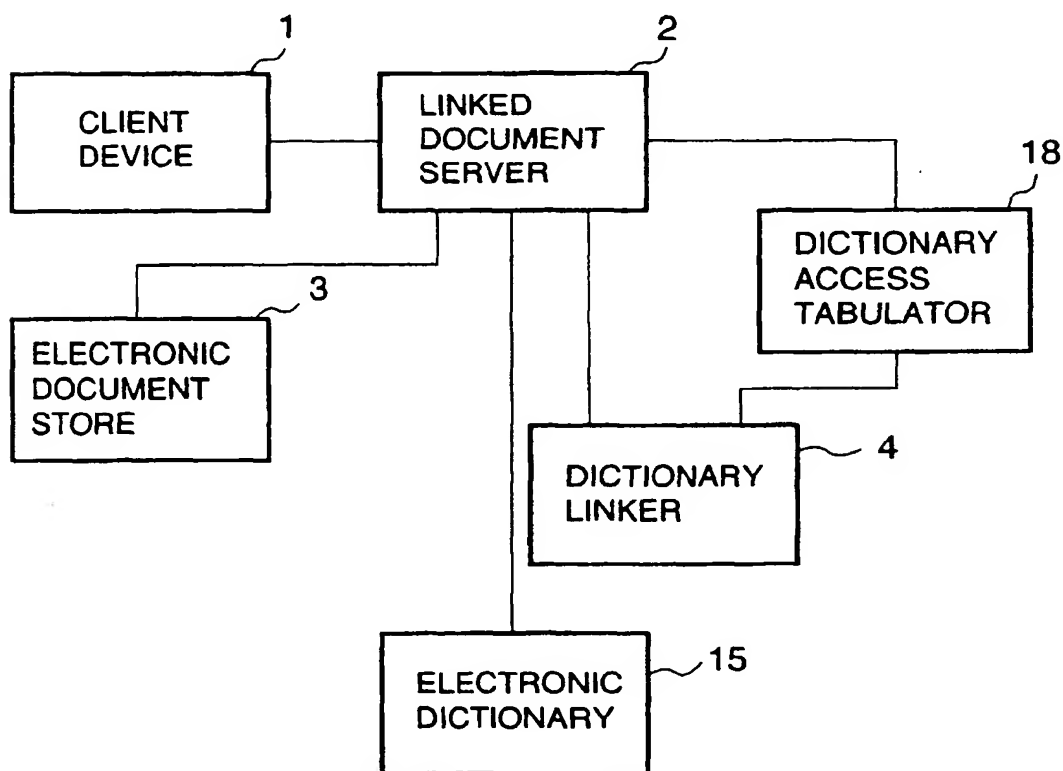 1
CLIENT
DEVICE
2
LINKED
DOCUMENT
SERVER
18
DICTIONARY
ACCESS
TABULATOR
3
ELECTRONIC
DOCUMENT
STORE
4
DICTIONARY
LINKER
15
ELECTRONIC
DICTIONARY